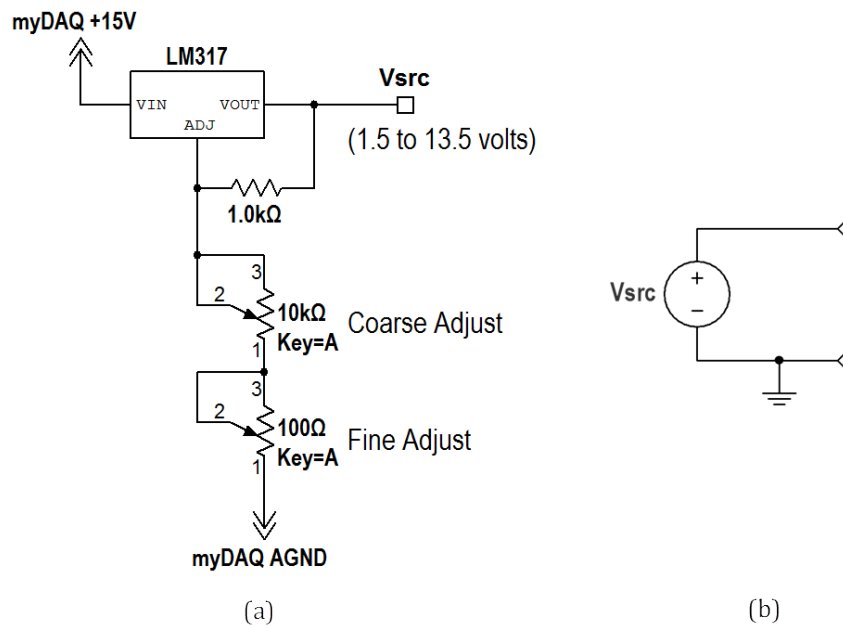 myDAQ +15V
LM317
VIN
VOUT
ADJ
Vsrc
(1.5 to 13.5 volts)
1.0kΩ
3
2
10kΩ
Key=A
Coarse Adjust
1
3
2
100Ω
Key=A
Fine Adjust
1
myDAQ AGND
(a)
Vsrc
+
−
(b)